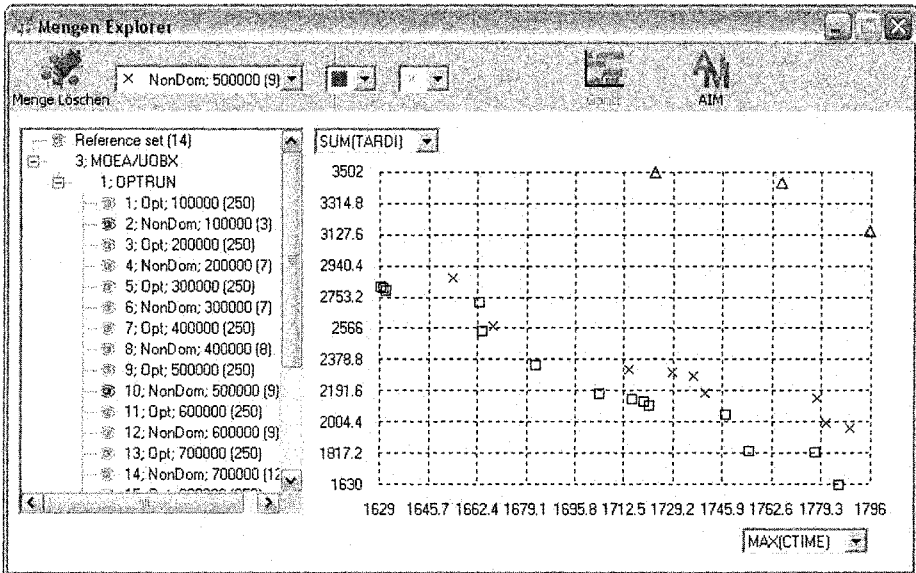 Mengen Explorer
× NonDom; 500000 (9)
Menge Löschen
Gantt
AIM
Reference set (14)
3; MOEA/UOBX
1; OPTRUN
1; Opt; 100000 (250)
2; NonDom; 100000 (3)
3; Opt; 200000 (250)
4; NonDom; 200000 (7)
5; Opt; 300000 (250)
6; NonDom; 300000 (7)
7; Opt; 400000 (250)
8; NonDom; 400000 (8)
9; Opt; 500000 (250)
10; NonDom; 500000 (9)
11; Opt; 600000 (250)
12; NonDom; 600000 (9)
13; Opt; 700000 (250)
14; NonDom; 700000 (12
SUM(TARDI)
3502
3314.8
3127.6
2940.4
2753.2
2566
2378.8
2191.6
2004.4
1817.2
1630
1629 1645.7 1662.4 1679.1 1695.8 1712.5 1729.2 1745.9 1762.6 1779.3 1796
MAX(CTIME)